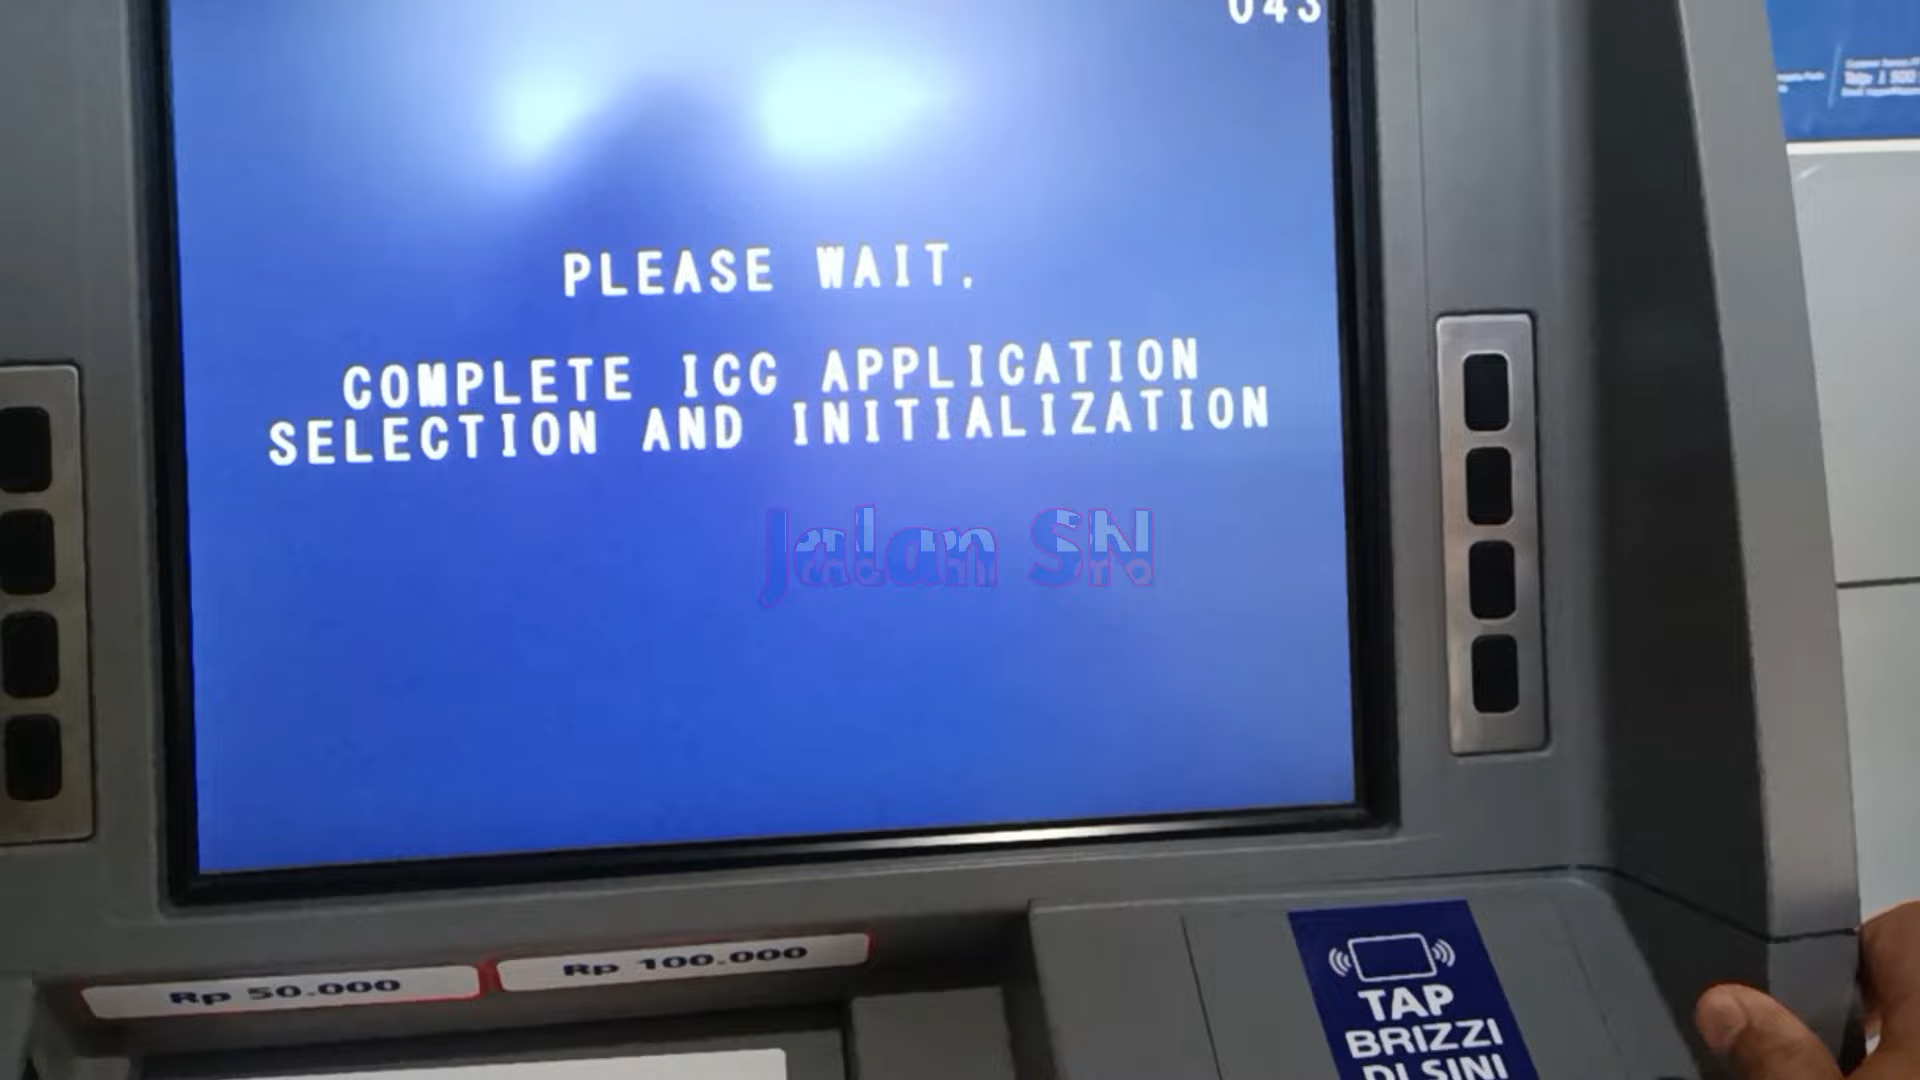 043
PLEASE WAIT.
COMPLETE ICC APPLICATION
SELECTION AND INITIALIZATION
Jalan SN
Rp 50.000
Rp 100.000
TAP
BRIZZI
DI SINI